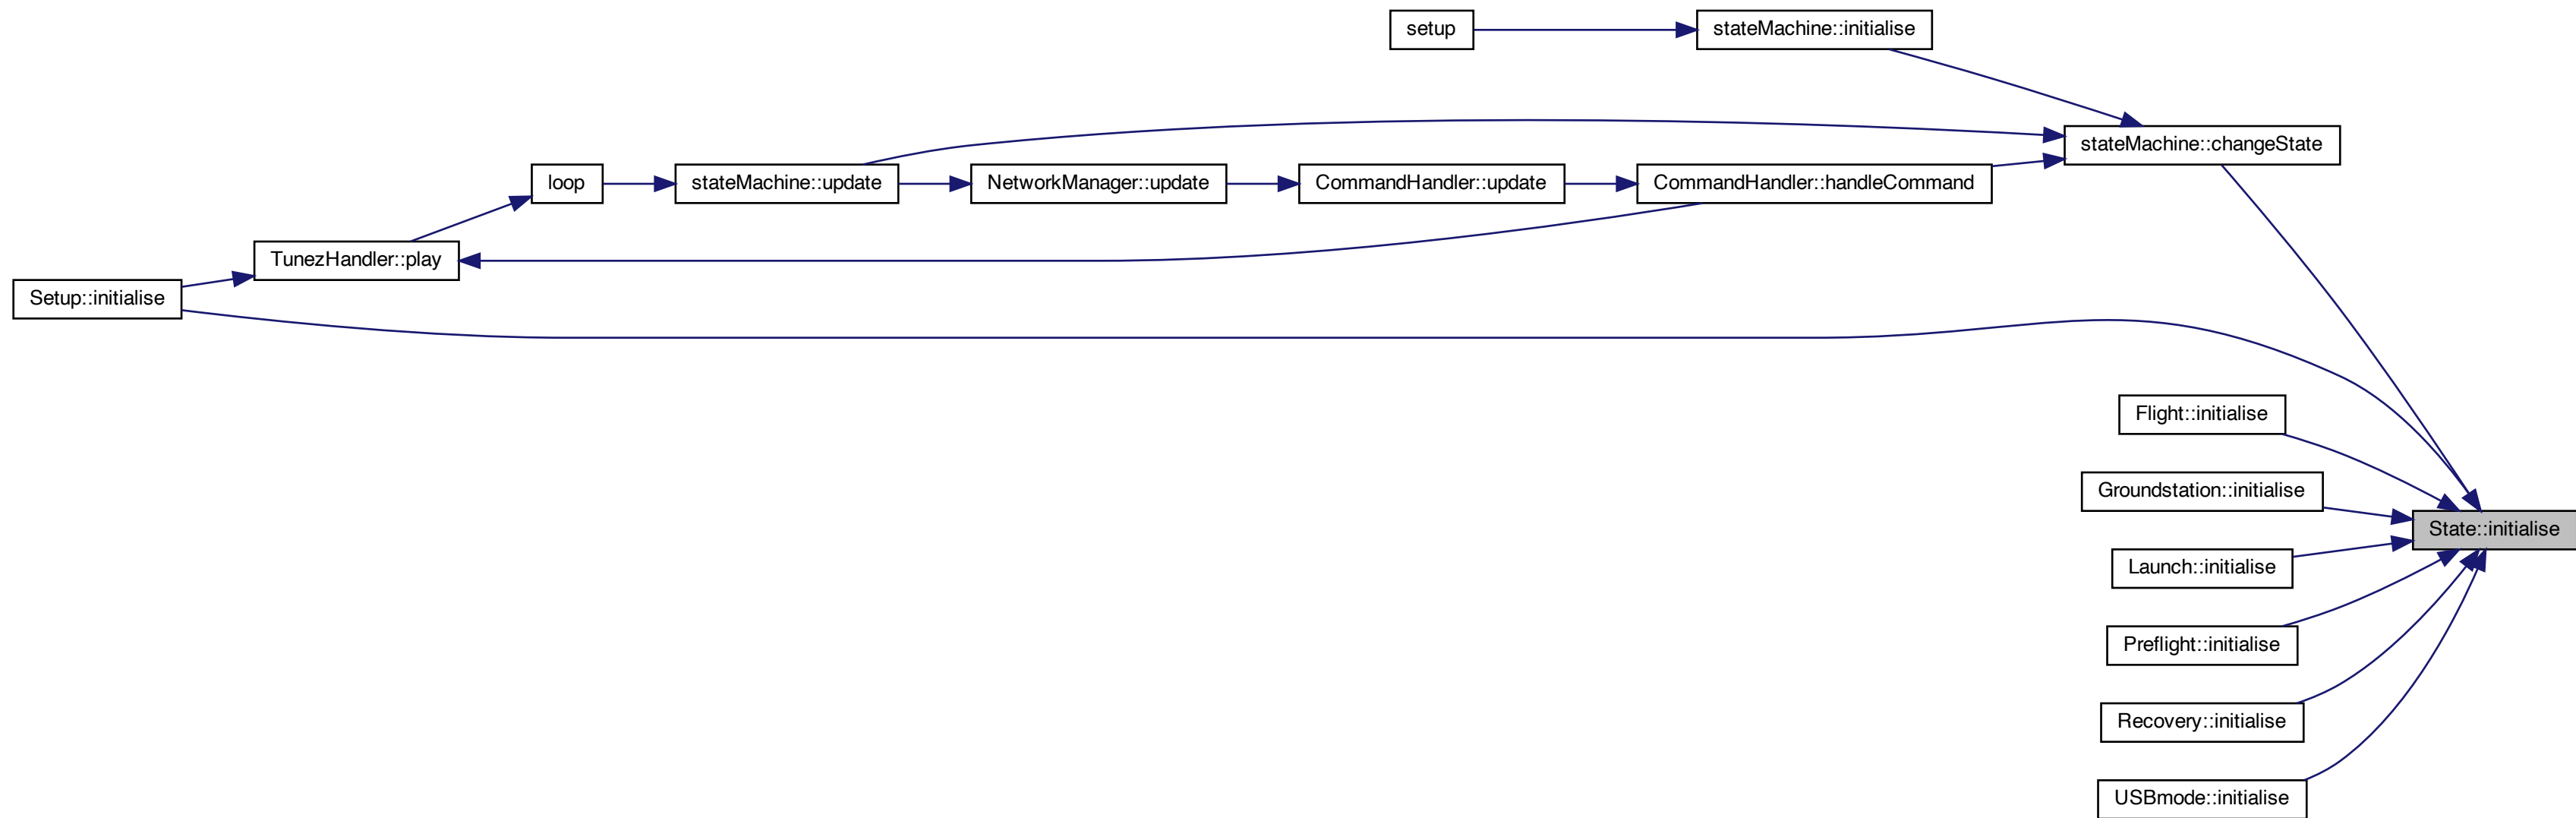 setup
stateMachine::initialise
stateMachine::changeState
loop
stateMachine::update
NetworkManager::update
CommandHandler::update
CommandHandler::handleCommand
TunezHandler::play
Setup::initialise
Flight::initialise
Groundstation::initialise
State::initialise
Launch::initialise
Preflight::initialise
Recovery::initialise
USBmode::initialise